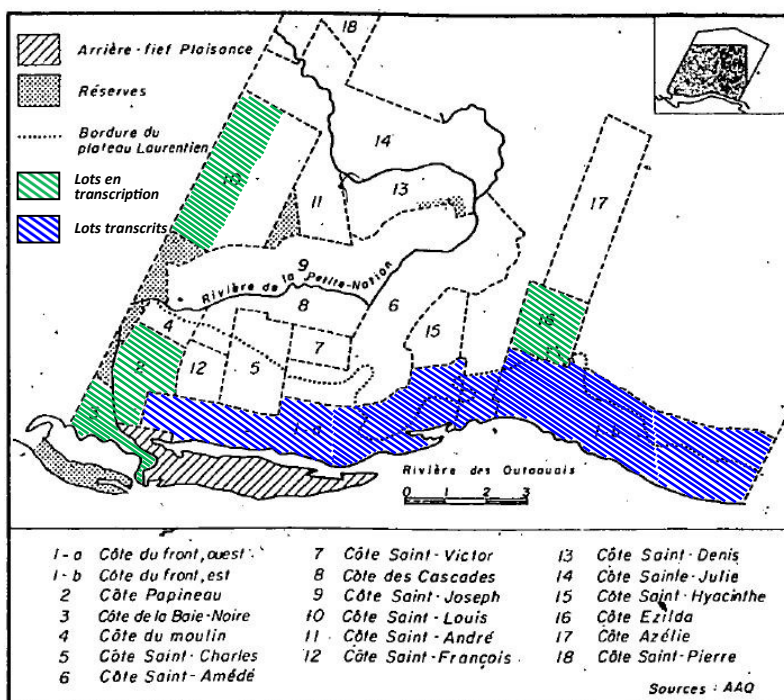 Arrière-fief Plaisance
Réserves
Bordure du
plateau Laurentien
Lots en
transcription
Lots transcrits
18
14
10
11
13
17
9
Rivière de la Petite-Nation
8
6
4
16
2
12
5
7
15
3
1-a
1-b
Rivière des Outaouais
0 1 2 3
1-a Côte du front, ouest
1-b Côte du front, est
2 Côte Papineau
3 Côte de la Baie-Noire
4 Côte du moulin
5 Côte Saint-Charles
6 Côte Saint-Amédé
7 Côte Saint-Victor
8 Côte des Cascades
9 Côte Saint-Joseph
10 Côte Saint-Louis
11 Côte Saint-André
12 Côte Saint-François
13 Côte Saint-Denis
14 Côte Sainte-Julie
15 Côte Saint-Hyacinthe
16 Côte Ezilda
17 Côte Azélie
18 Côte Saint-Pierre
Sources : AAQ